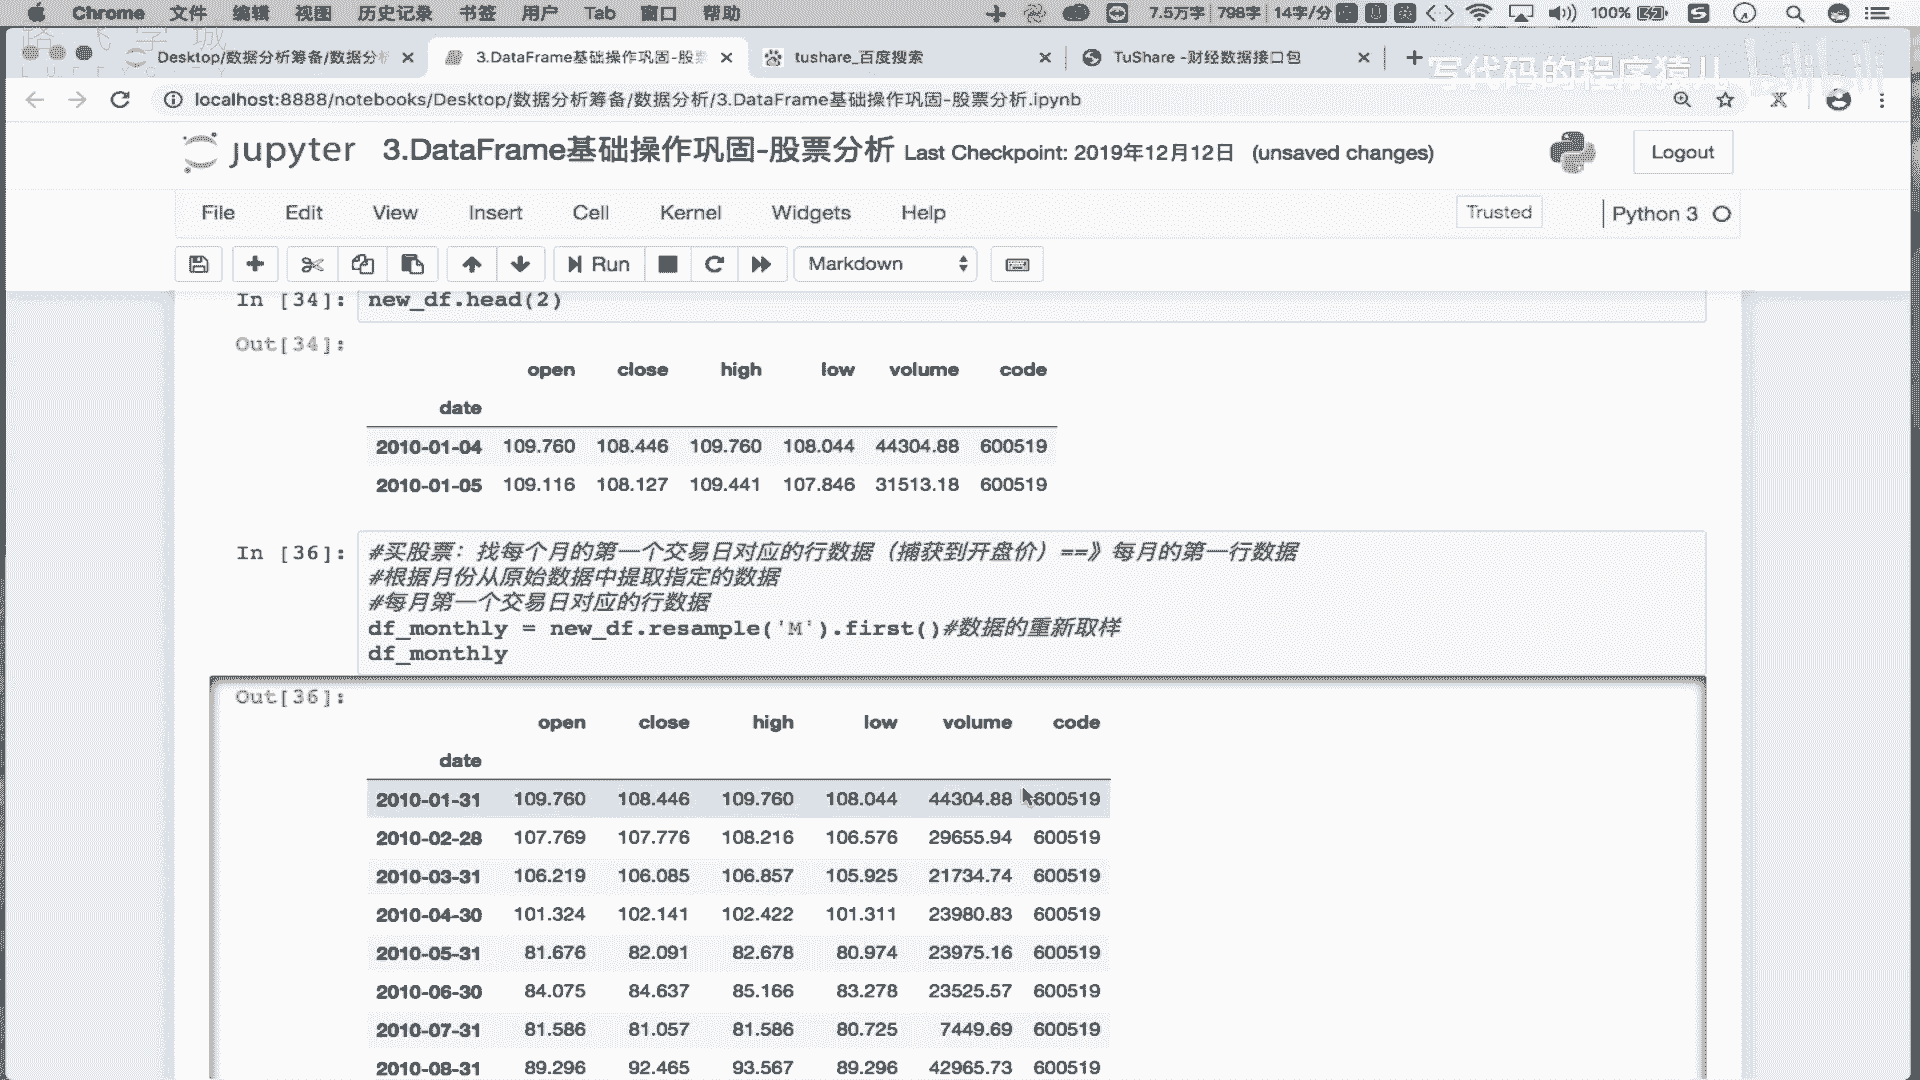 Chrome 文件 编辑 视图 历史记录 书签 用户 Tab 窗口 帮助 7.5万字 798字 14字/分 100%
Desktop/数据分析筹备/数据分析 3.DataFrame基础操作巩固-股票 tushare_百度搜索 TuShare -财经数据接口包
写代码的程序猿儿 bilibili
localhost:8888/notebooks/Desktop/数据分析筹备/数据分析/3.DataFrame基础操作巩固-股票分析.ipynb
jupyter 3.DataFrame基础操作巩固-股票分析 Last Checkpoint: 2019年12月12日 (unsaved changes) Logout
File Edit View Insert Cell Kernel Widgets Help Trusted Python 3
Run Markdown
In [34]: new_df.head(2)
Out[34]:
open close high low volume code
date
2010-01-04 109.760 108.446 109.760 108.044 44304.88 600519
2010-01-05 109.116 108.127 109.441 107.846 31513.18 600519
In [36]: #买股票：找每个月的第一个交易日对应的行数据（捕获到开盘价）==》每月的第一行数据
#根据月份从原始数据中提取指定的数据
#每月第一个交易日对应的行数据
df_monthly = new_df.resample('M').first()#数据的重新取样
df_monthly
Out[36]:
open close high low volume code
date
2010-01-31 109.760 108.446 109.760 108.044 44304.88 600519
2010-02-28 107.769 107.776 108.216 106.576 29655.94 600519
2010-03-31 106.219 106.085 106.857 105.925 21734.74 600519
2010-04-30 101.324 102.141 102.422 101.311 23980.83 600519
2010-05-31 81.676 82.091 82.678 80.974 23975.16 600519
2010-06-30 84.075 84.637 85.166 83.278 23525.57 600519
2010-07-31 81.586 81.057 81.586 80.725 7449.69 600519
2010-08-31 89.296 92.465 93.567 89.296 42965.73 600519